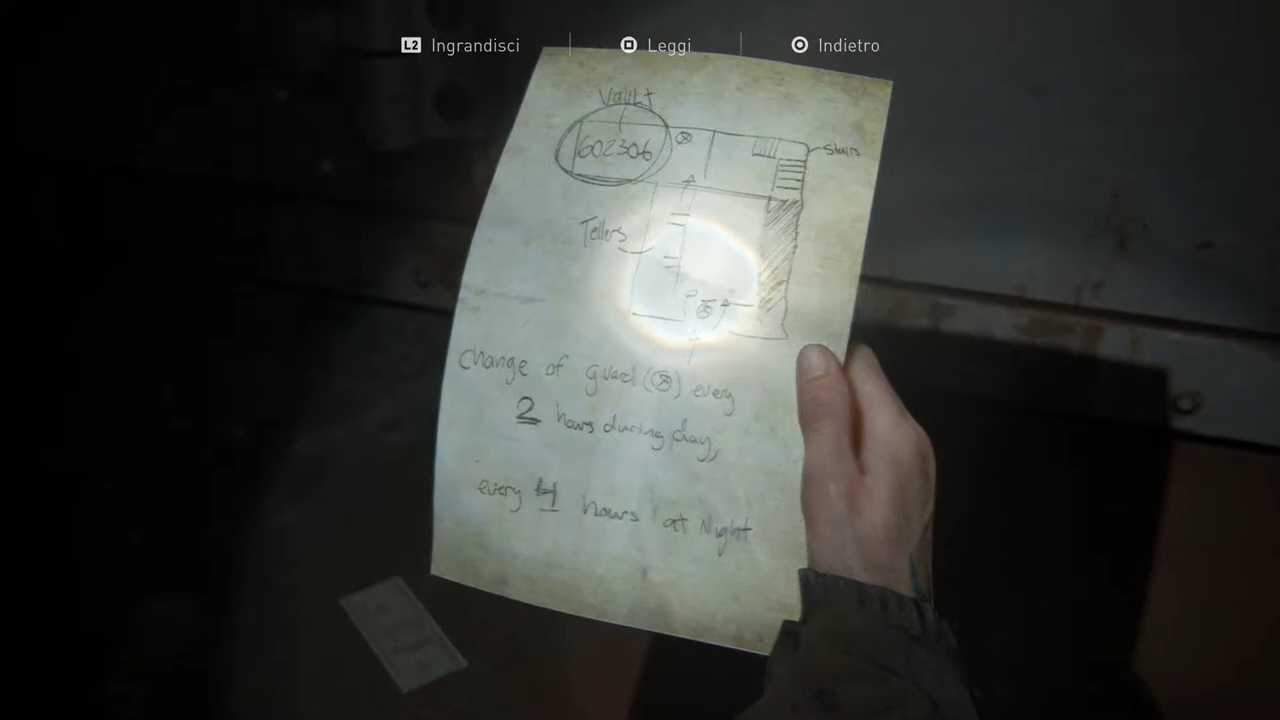 L2 Ingrandisci
Leggi
Indietro
Vault
602306
Stairs
Tellers
Change of guard (⊗) every
2 hours during day,
every 4 hours at Night